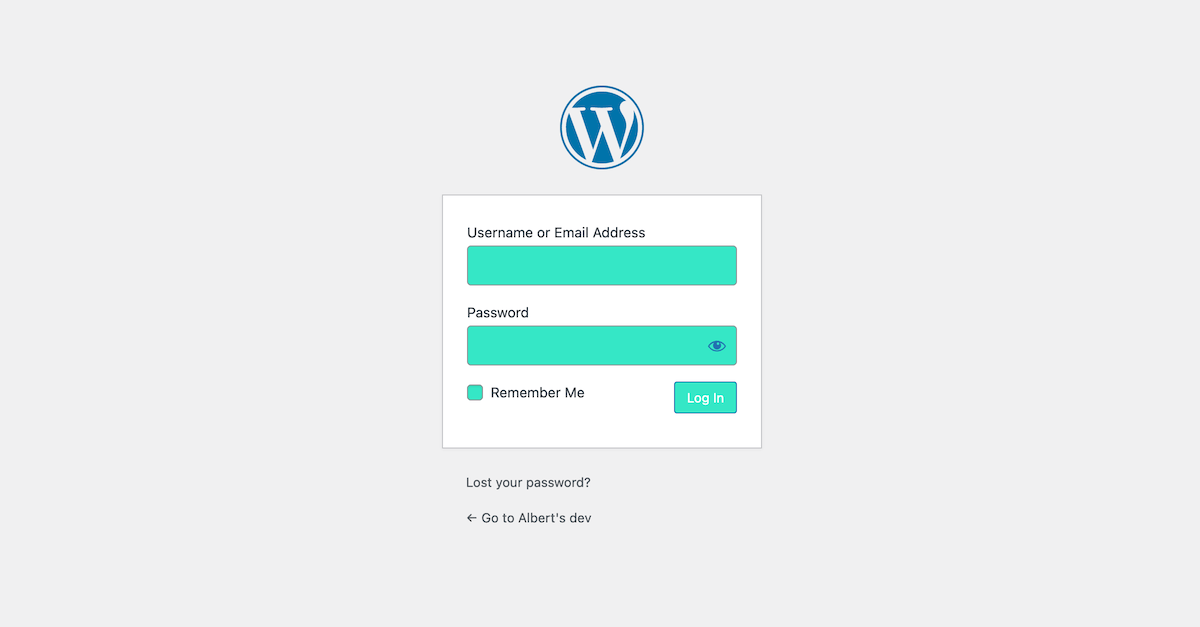 Username or Email Address
Password
Remember Me
Log In
Lost your password?
← Go to Albert's dev